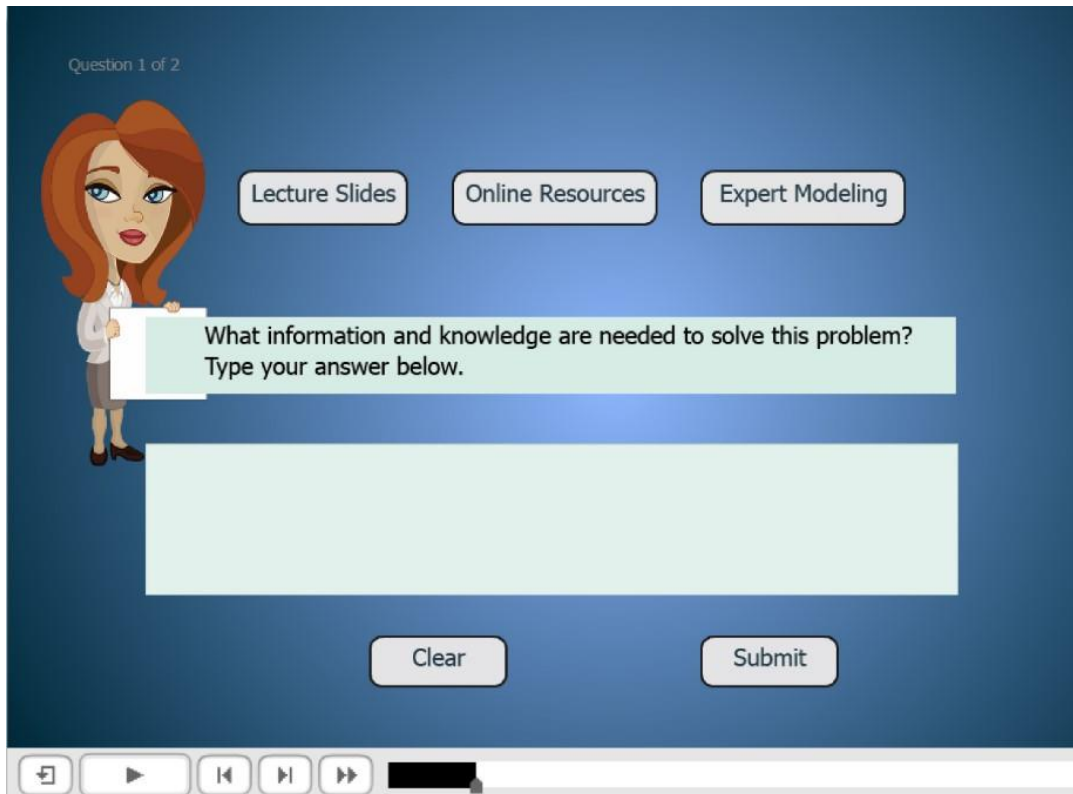 Question 1 of 2
Lecture Slides
Online Resources
Expert Modeling
What information and knowledge are needed to solve this problem?
Type your answer below.
Clear
Submit